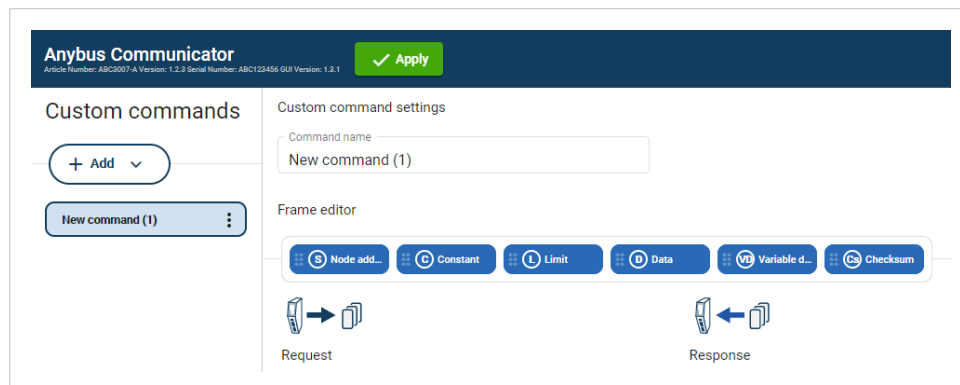 Anybus Communicator
Article Number: ABC3007-A Version: 1.2.3 Serial Number: ABC123456 GUI Version: 1.3.1
Apply
Custom commands
Add
New command (1)
Custom command settings
Command name
New command (1)
Frame editor
S Node add... C Constant L Limit D Data VD Variable d... Cs Checksum
Request
Response